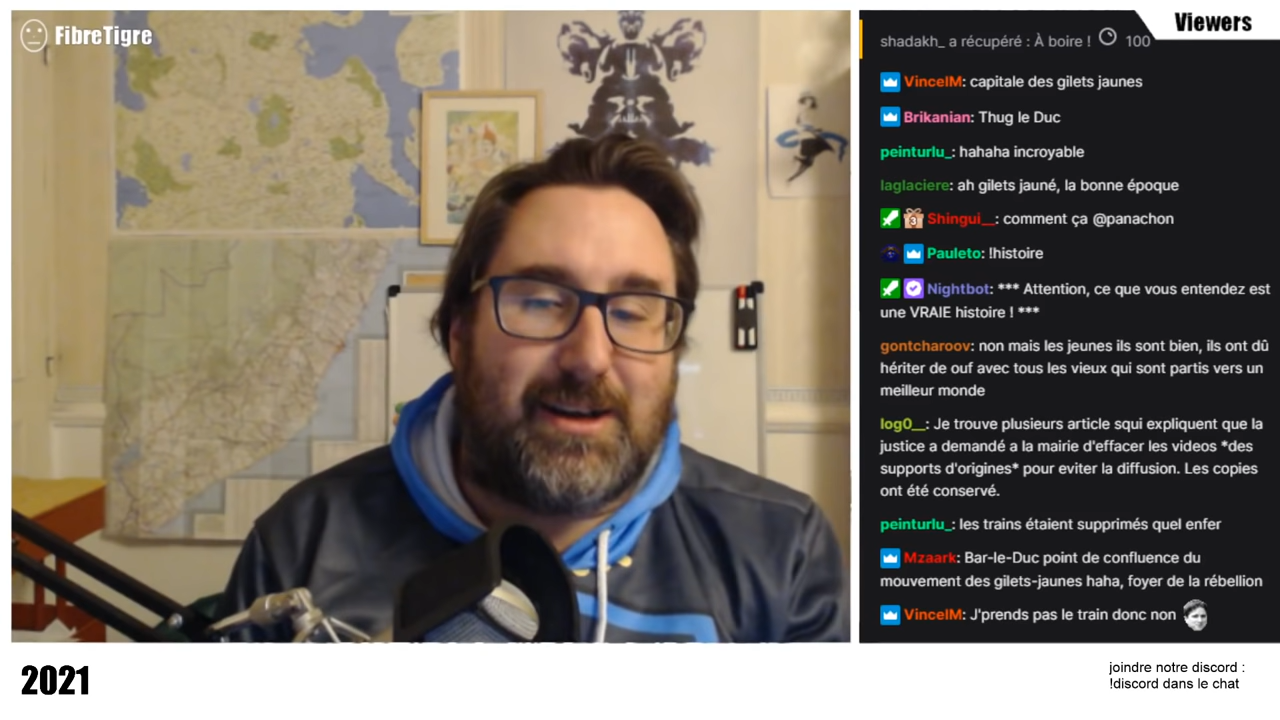 FibreTigre
Viewers
shadakh_ a récupéré : À boire ! 100
VincelM: capitale des gilets jaunes
Brikanian: Thug le Duc
peinturlu_: hahaha incroyable
laglaciere: ah gilets jauné, la bonne époque
3 Shingui__: comment ça @panachon
Pauleto: !histoire
Nightbot: *** Attention, ce que vous entendez est
une VRAIE histoire ! ***
gontcharoov: non mais les jeunes ils sont bien, ils ont dû
hériter de ouf avec tous les vieux qui sont partis vers un
meilleur monde
log0__: Je trouve plusieurs article squi expliquent que la
justice a demandé a la mairie d'effacer les videos *des
supports d'origines* pour eviter la diffusion. Les copies
ont été conservé.
peinturlu_: les trains étaient supprimés quel enfer
Mzaark: Bar-le-Duc point de confluence du
mouvement des gilets-jaunes haha, foyer de la rébellion
VincelM: J'prends pas le train donc non
2021
joindre notre discord :
!discord dans le chat